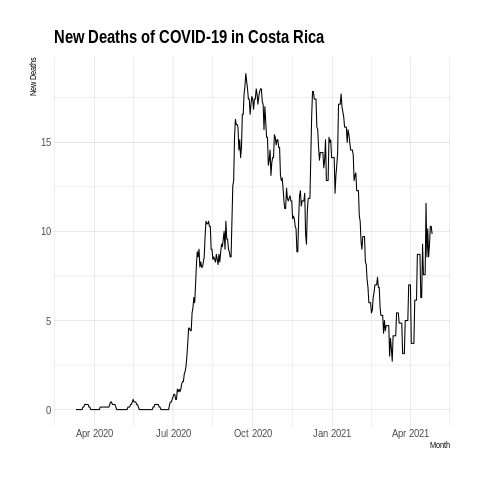 New Deaths of COVID-19 in Costa Rica
New Deaths
15
10
5
0
Apr 2020 Jul 2020 Oct 2020 Jan 2021 Apr 2021
Month